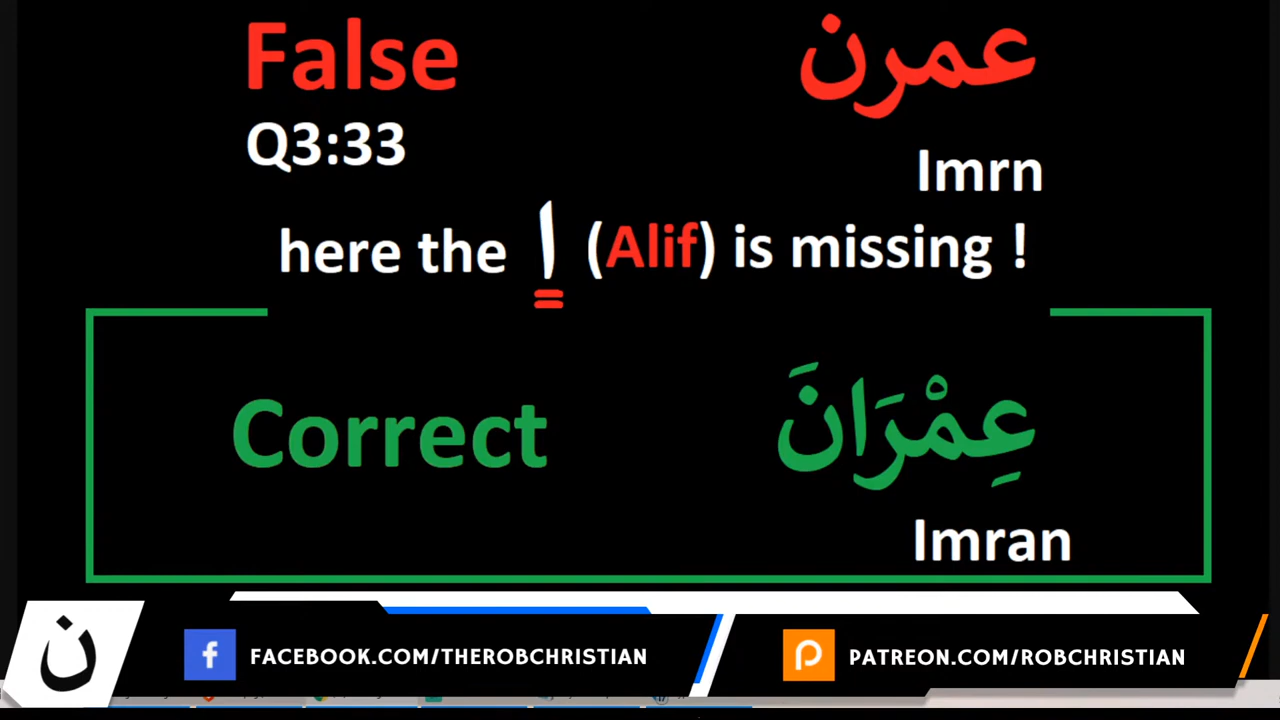 False عمرن
Q3:33
Imrn
here the ا (Alif) is missing !
Correct عِمْرَانَ
Imran
ن
f FACEBOOK.COM/THEROBCHRISTIAN
PATREON.COM/ROBCHRISTIAN